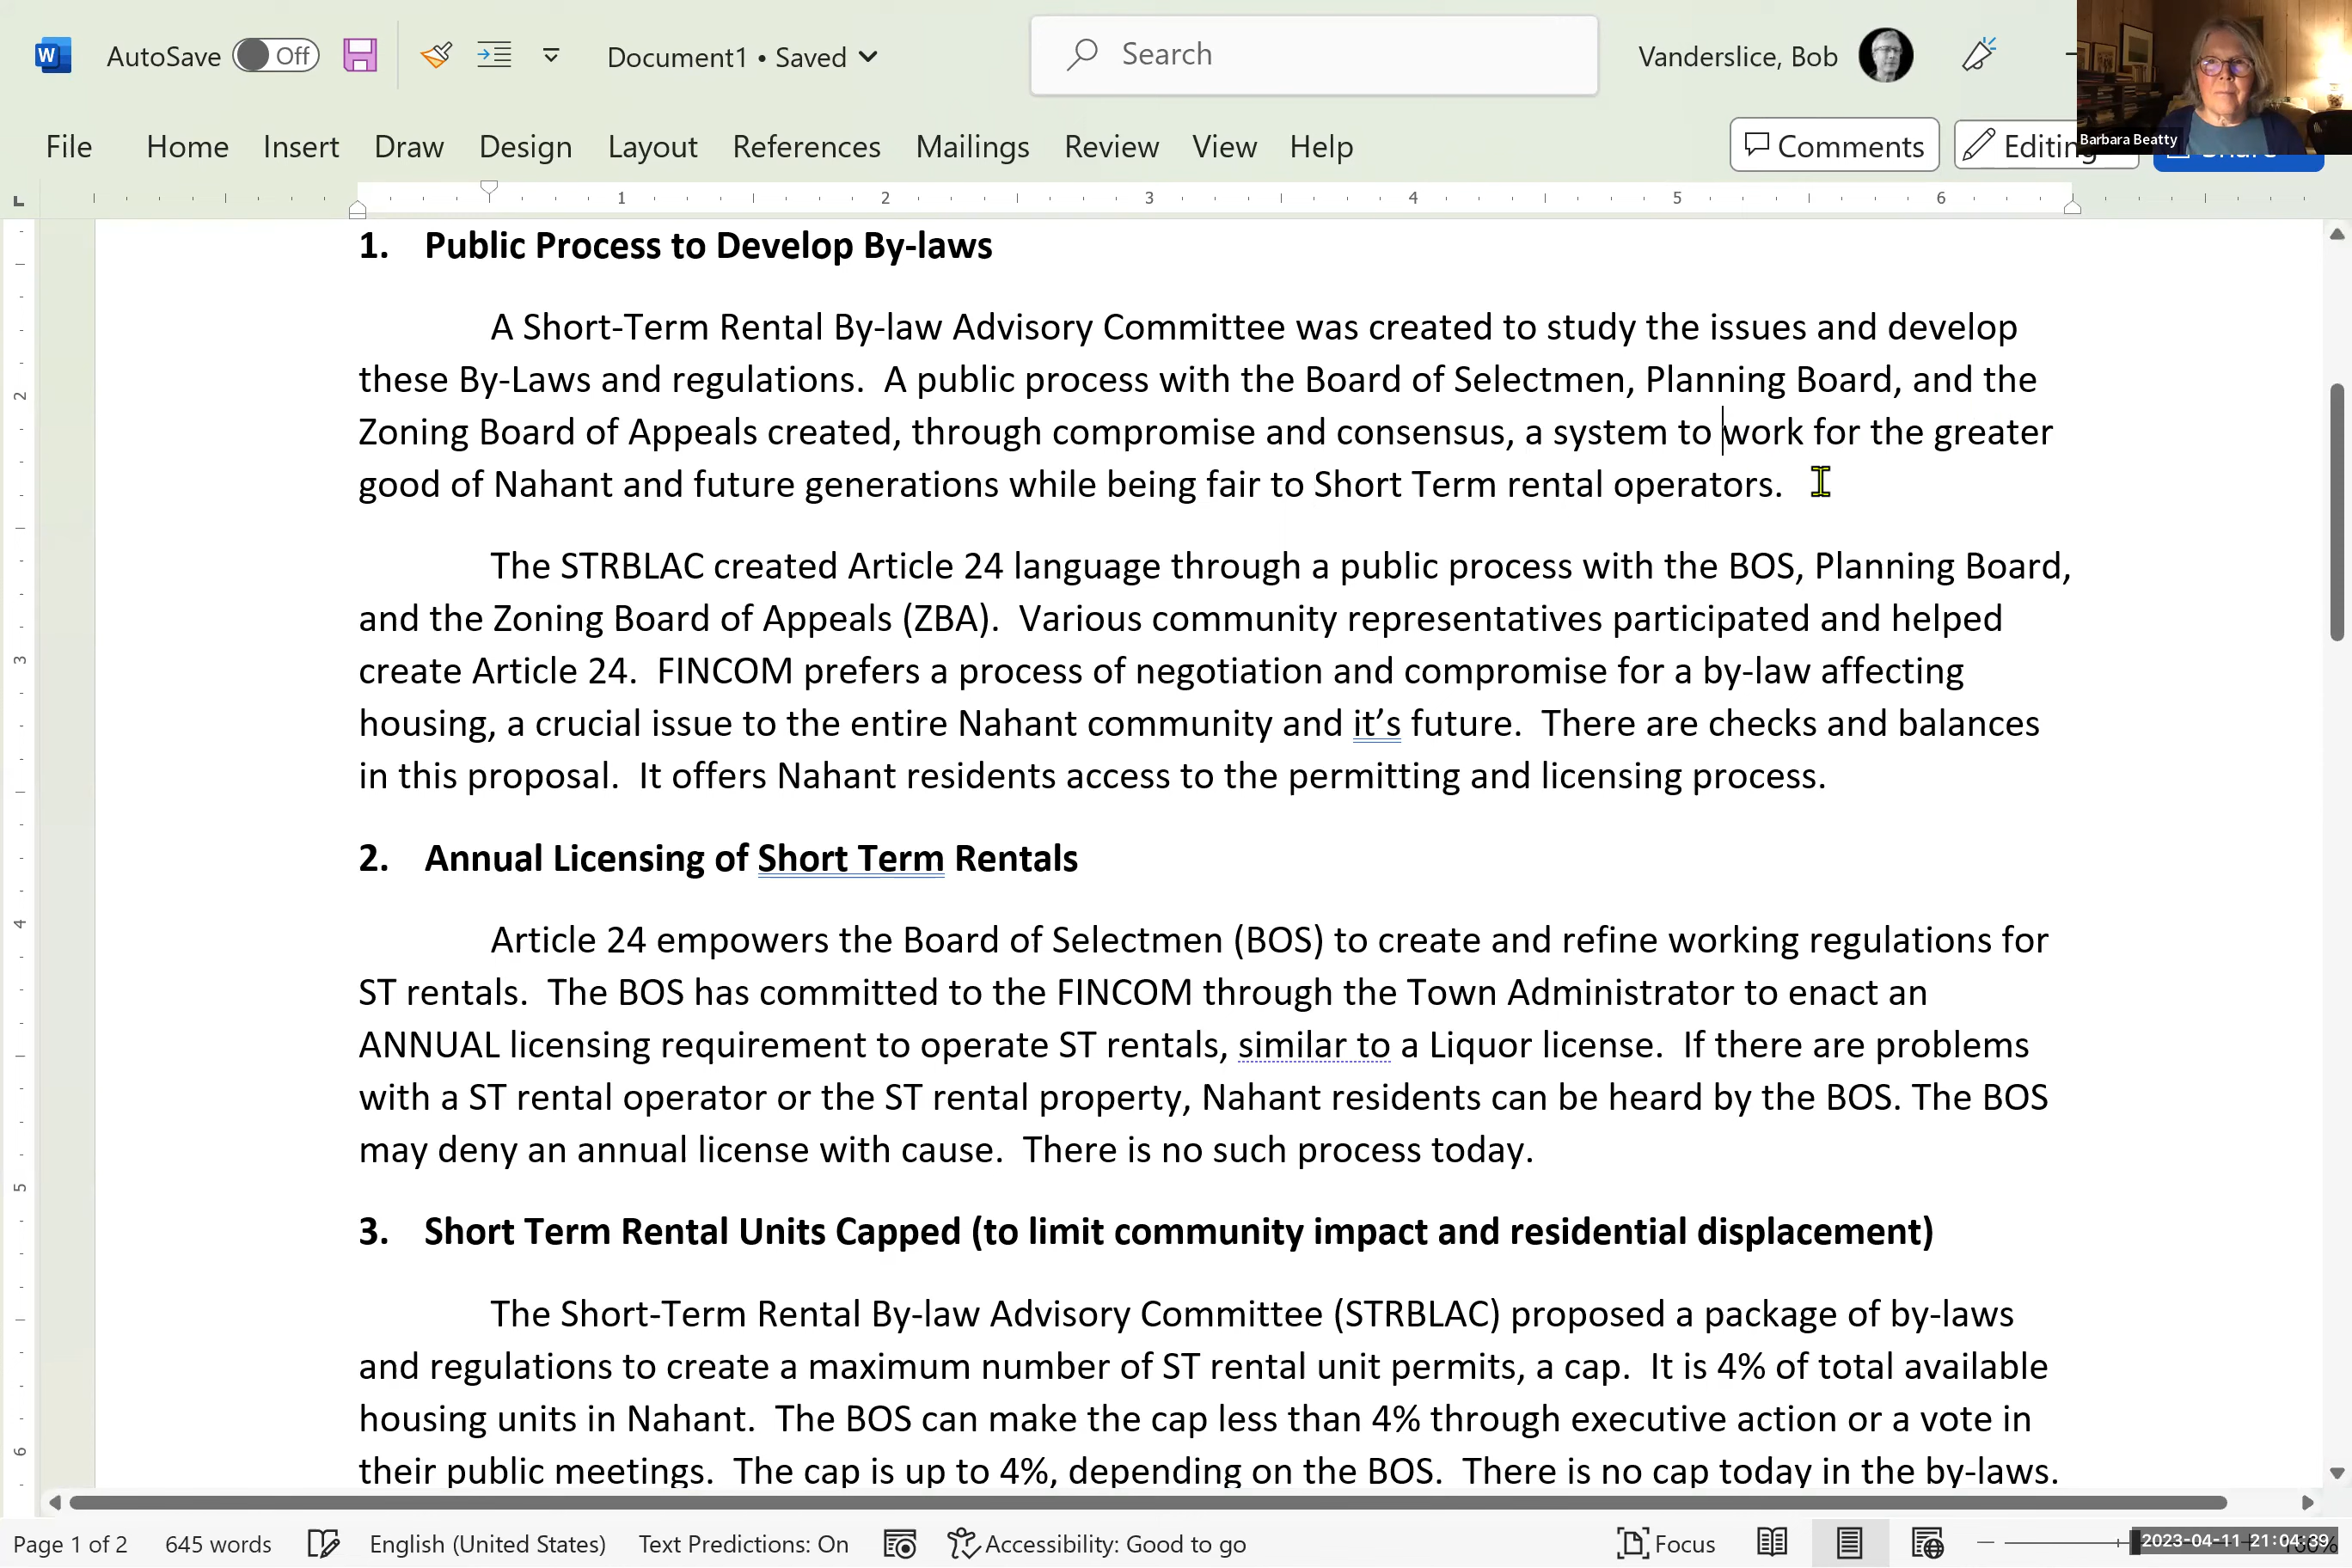 AutoSave Off Document1 • Saved Search Vanderslice, Bob
File Home Insert Draw Design Layout References Mailings Review View Help Comments Editing
Barbara Beatty
1 2 3 4 5 6
1. Public Process to Develop By-laws
A Short-Term Rental By-law Advisory Committee was created to study the issues and develop
these By-Laws and regulations. A public process with the Board of Selectmen, Planning Board, and the
Zoning Board of Appeals created, through compromise and consensus, a system to work for the greater
good of Nahant and future generations while being fair to Short Term rental operators.
The STRBLAC created Article 24 language through a public process with the BOS, Planning Board,
and the Zoning Board of Appeals (ZBA). Various community representatives participated and helped
create Article 24. FINCOM prefers a process of negotiation and compromise for a by-law affecting
housing, a crucial issue to the entire Nahant community and it's future. There are checks and balances
in this proposal. It offers Nahant residents access to the permitting and licensing process.
2. Annual Licensing of Short Term Rentals
Article 24 empowers the Board of Selectmen (BOS) to create and refine working regulations for
ST rentals. The BOS has committed to the FINCOM through the Town Administrator to enact an
ANNUAL licensing requirement to operate ST rentals, similar to a Liquor license. If there are problems
with a ST rental operator or the ST rental property, Nahant residents can be heard by the BOS. The BOS
may deny an annual license with cause. There is no such process today.
3. Short Term Rental Units Capped (to limit community impact and residential displacement)
The Short-Term Rental By-law Advisory Committee (STRBLAC) proposed a package of by-laws
and regulations to create a maximum number of ST rental unit permits, a cap. It is 4% of total available
housing units in Nahant. The BOS can make the cap less than 4% through executive action or a vote in
their public meetings. The cap is up to 4%, depending on the BOS. There is no cap today in the by-laws.
2
3
4
5
6
Page 1 of 2 645 words English (United States) Text Predictions: On Accessibility: Good to go Focus
2023-04-11 21:04:39